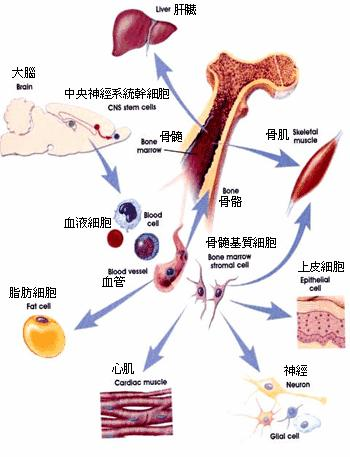 Liver 肝臟
大腦
Brain
中央神經系統幹細胞
CNS stem cells
骨髓
Bone
marrow
骨肌 Skeletal
muscle
Bone
骨骼
血液細胞
Blood
cell
骨髓基質細胞
Bone marrow
stromal cell
上皮細胞
Epithelial
cell
Blood vessel
血管
脂肪細胞
Fat cell
心肌
Cardiac muscle
神經
Neuron
Glial cell